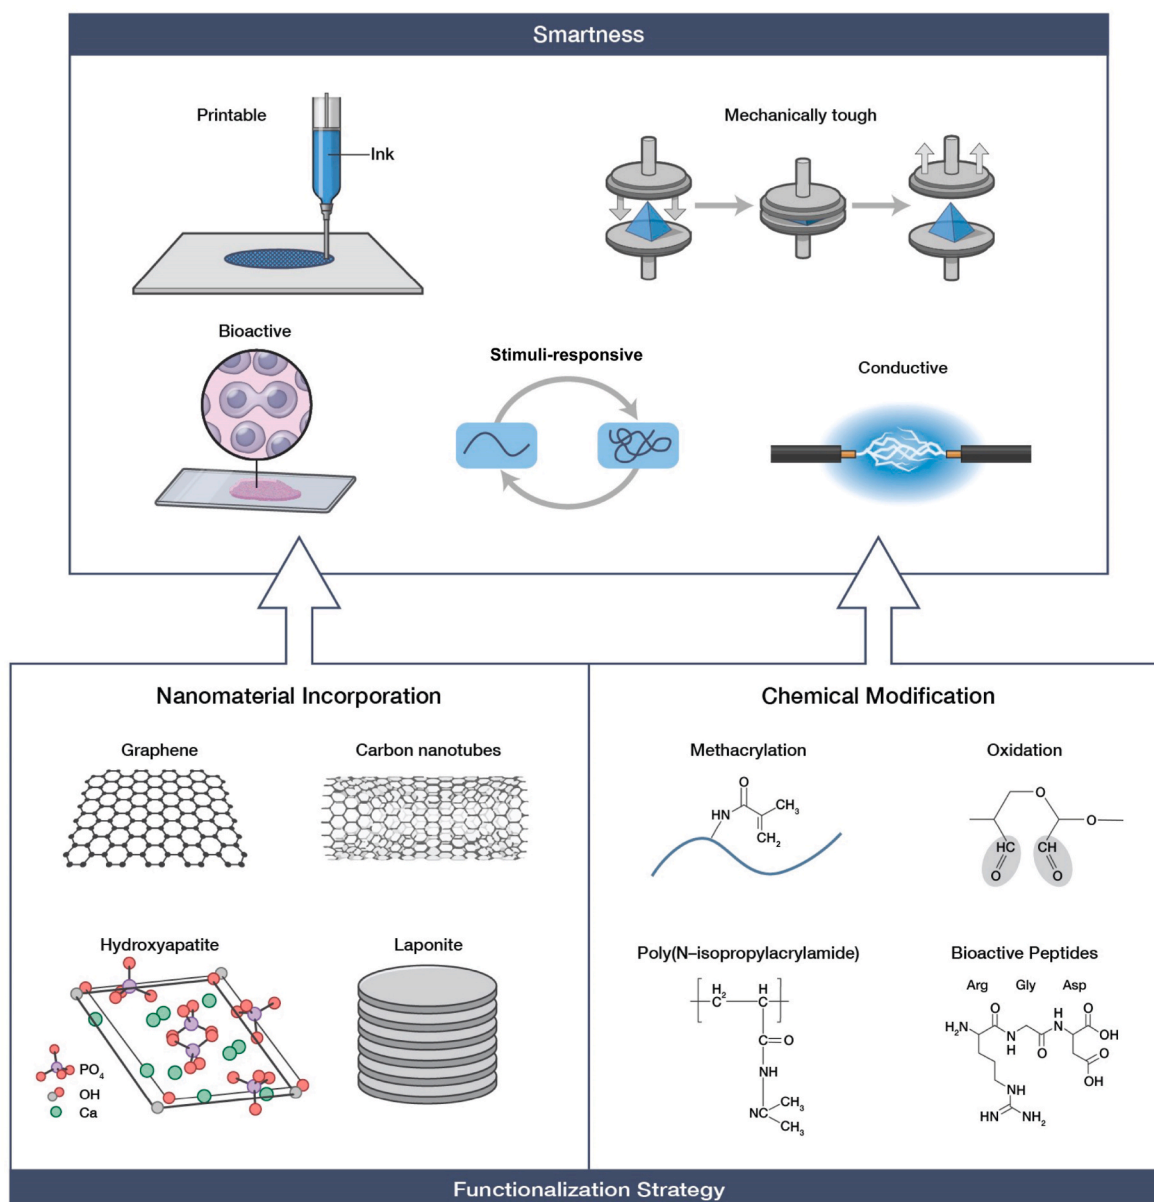 Smartness
Printable
Ink
Mechanically tough
Bioactive
Stimuli-responsive
Conductive
Nanomaterial Incorporation
Graphene
Carbon nanotubes
Hydroxyapatite
Laponite
PO₄
OH
Ca
Chemical Modification
Methacrylation
O
HN
CH₃
CH₂
Oxidation
O
O
HC
CH
O
O
Poly(N–isopropylacrylamide)
H₂
H
C
C
C=O
NH
NC
CH₃
CH₃
Bioactive Peptides
Arg Gly Asp
O
H
O
H₂N
N
N
OH
H
O
O
OH
NH
HN
NH₂
Functionalization Strategy